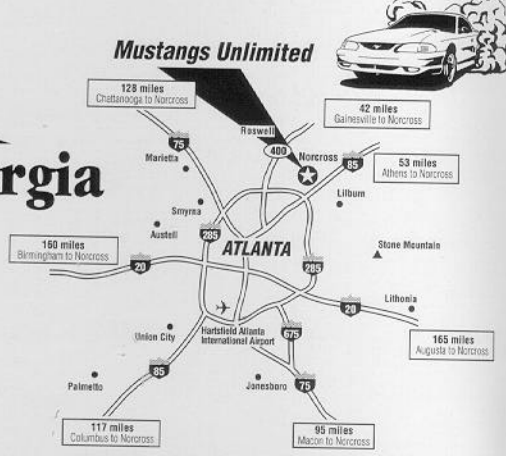 Mustangs Unlimited
128 miles
Chattanooga to Norcross
42 miles
Gainesville to Norcross
Roswell
400
75
Marietta
Norcross
85
53 miles
Athens to Norcross
rgia
Lilburn
Smyrna
Austell
285
ATLANTA
Stone Mountain
160 miles
Birmingham to Norcross
20
285
Lithonia
20
Union City
Hartsfield Atlanta
International Airport
675
165 miles
Augusta to Norcross
85
Palmetto
Jonesboro
75
117 miles
Columbus to Norcross
95 miles
Macon to Norcross